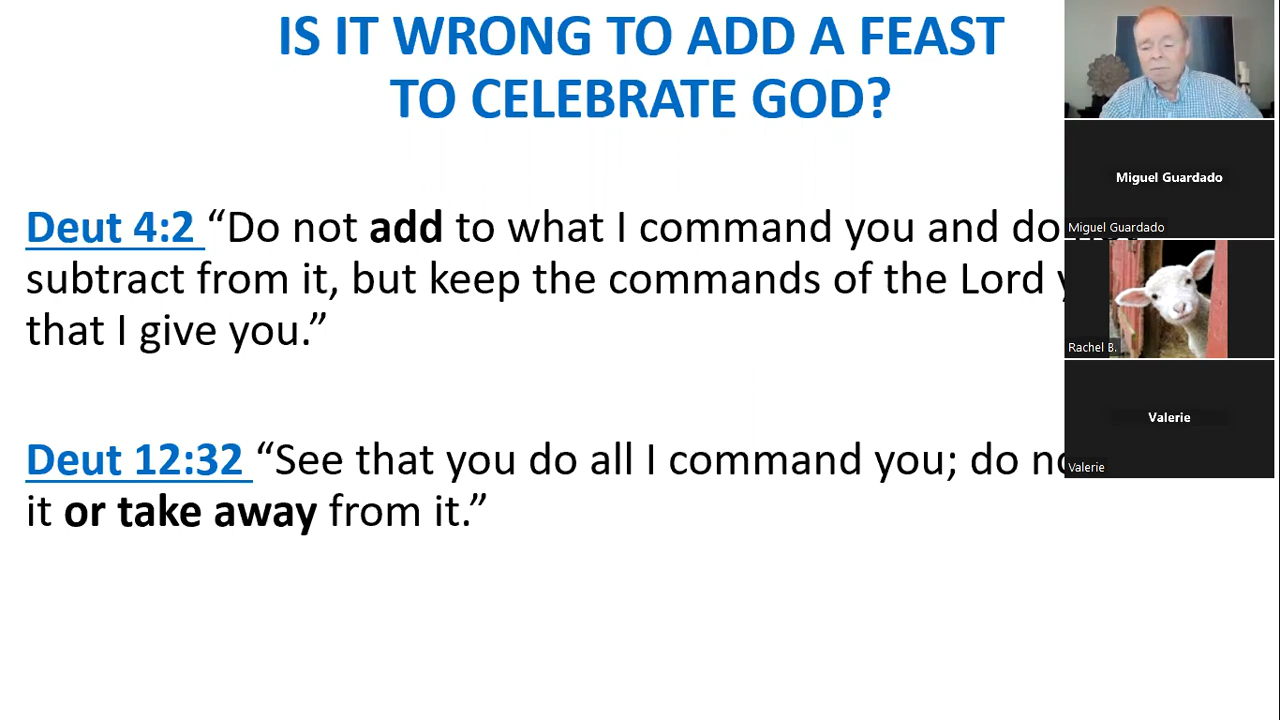 IS IT WRONG TO ADD A FEAST
TO CELEBRATE GOD?
Deut 4:2 “Do not add to what I command you and do
subtract from it, but keep the commands of the Lord
that I give you.”
Deut 12:32 “See that you do all I command you; do
it or take away from it.”
Miguel Guardado
Miguel Guardado
Rachel B.
Valerie
Valerie